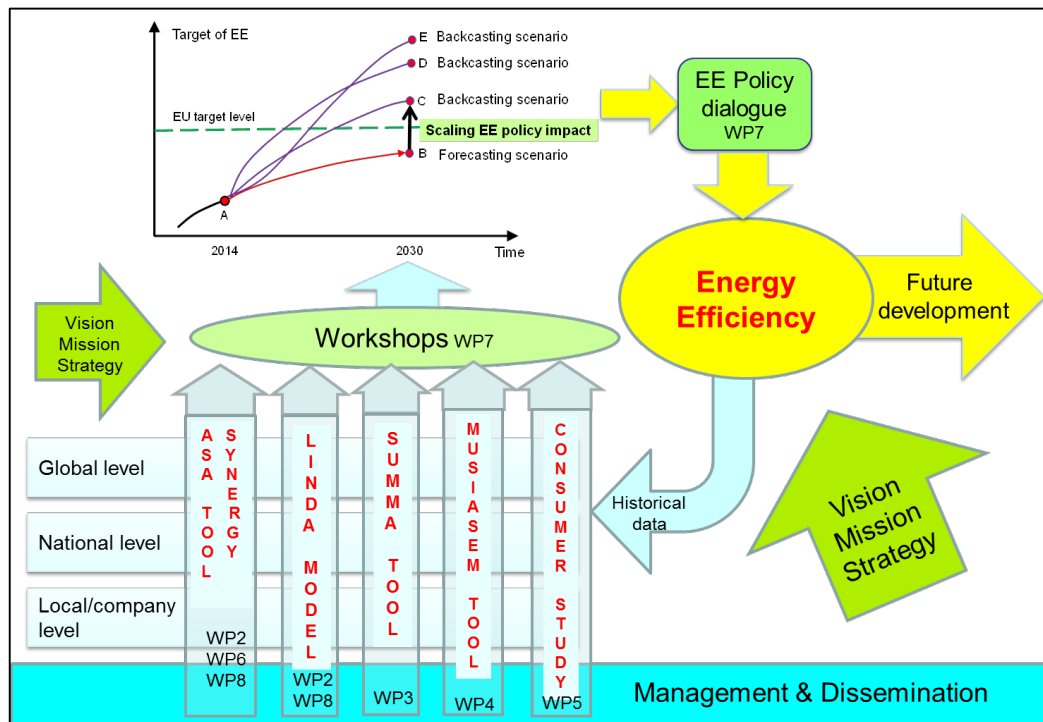 Target of EE
E Backcasting scenario
D Backcasting scenario
C Backcasting scenario
EU target level
Scaling EE policy impact
B Forecasting scenario
A
2014
2030
Time
EE Policy
dialogue
WP7
Energy
Efficiency
Future
development
Vision
Mission
Strategy
Workshops WP7
ASA TOOL
SYNERGY
LINDA MODEL
SUMMA TOOL
MUSIASEM TOOL
CONSUMER STUDY
Global level
National level
Local/company
level
Historical
data
Vision
Mission
Strategy
WP2
WP6
WP8
WP2
WP8
WP3
WP4
WP5
Management & Dissemination